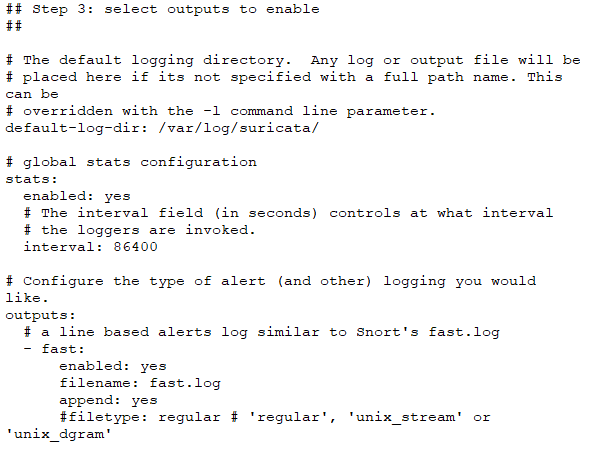 ## Step 3: select outputs to enable
##
# The default logging directory.  Any log or output file will be
# placed here if its not specified with a full path name. This
can be
# overridden with the -l command line parameter.
default-log-dir: /var/log/suricata/
# global stats configuration
stats:
  enabled: yes
  # The interval field (in seconds) controls at what interval
  # the loggers are invoked.
  interval: 86400
# Configure the type of alert (and other) logging you would
like.
outputs:
  # a line based alerts log similar to Snort's fast.log
  - fast:
      enabled: yes
      filename: fast.log
      append: yes
      #filetype: regular # 'regular', 'unix_stream' or
'unix_dgram'